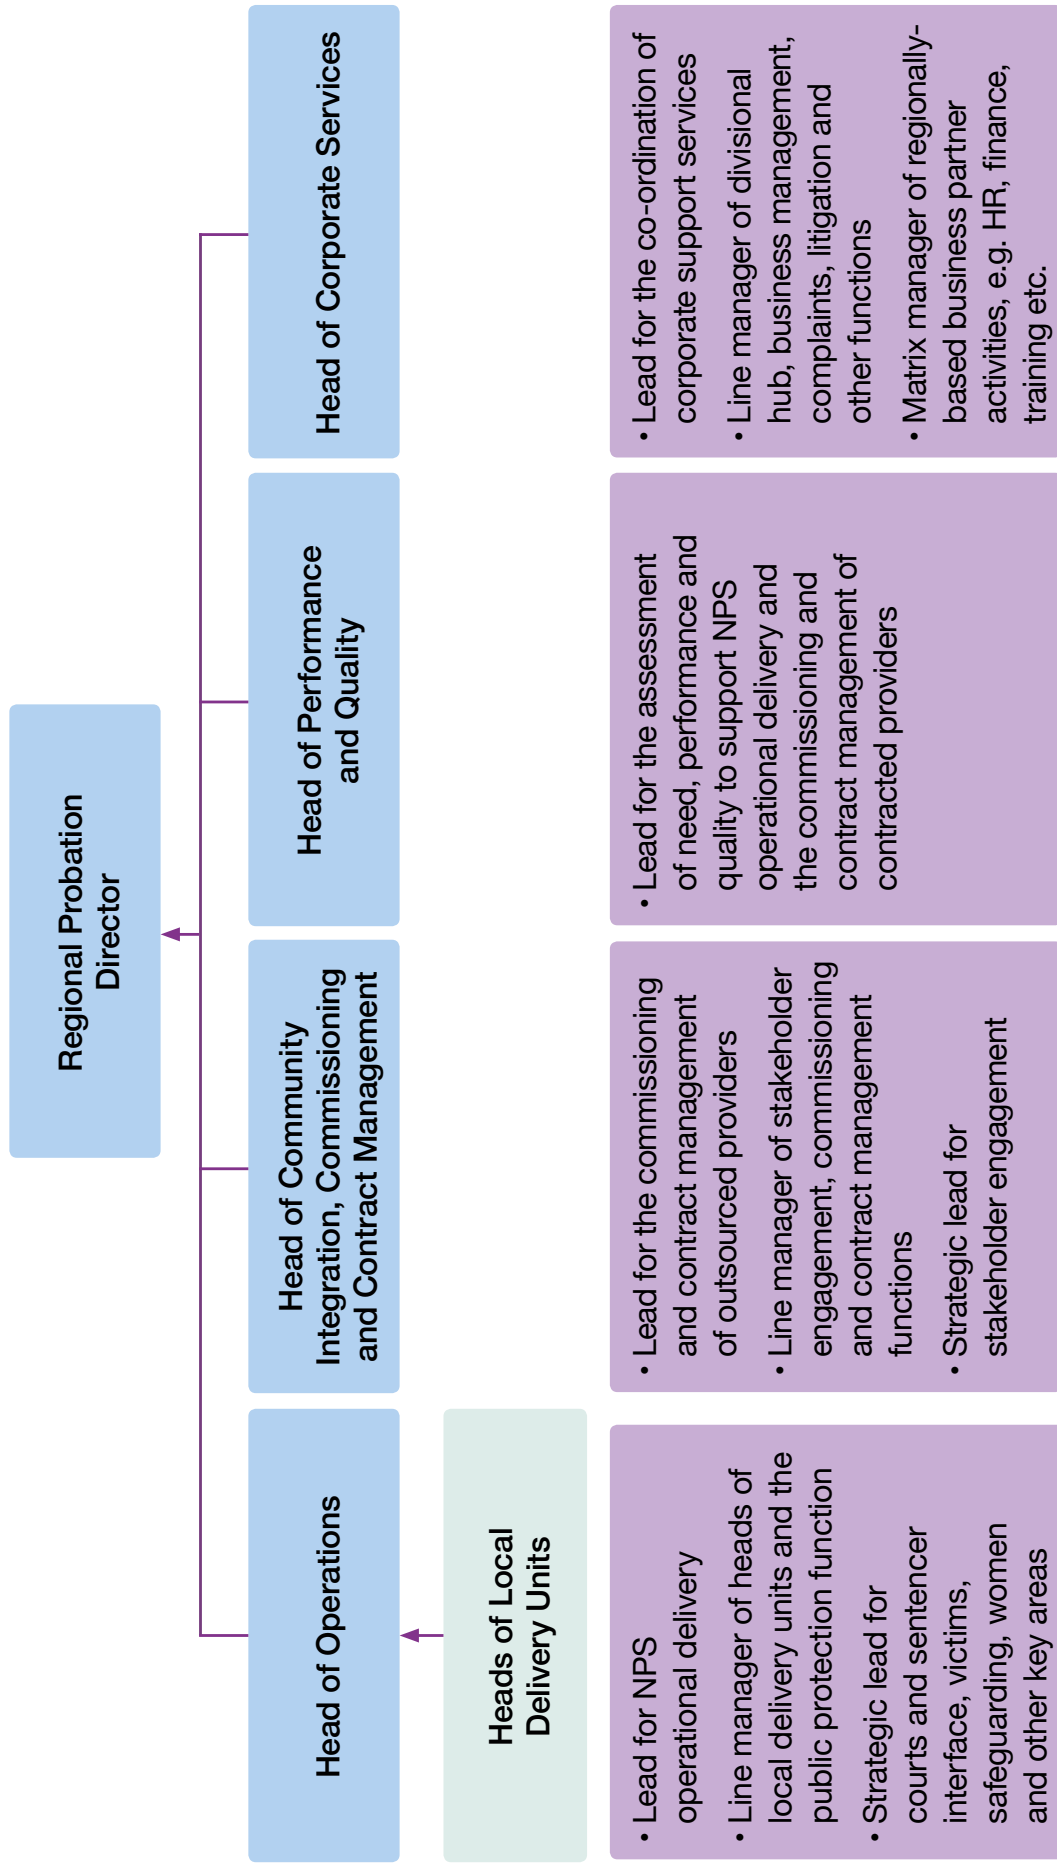 Regional Probation
Director
Head of Operations
Head of Community
Integration, Commissioning
and Contract Management
Head of Performance
and Quality
Head of Corporate Services
Heads of Local
Delivery Units
• Lead for NPS
operational delivery
• Line manager of heads of
local delivery units and the
public protection function
• Strategic lead for
courts and sentencer
interface, victims,
safeguarding, women
and other key areas
• Lead for the commissioning
and contract management
of outsourced providers
• Line manager of stakeholder
engagement, commissioning
and contract management
functions
• Strategic lead for
stakeholder engagement
• Lead for the assessment
of need, performance and
quality to support NPS
operational delivery and
the commissioning and
contract management of
contracted providers
• Lead for the co-ordination of
corporate support services
• Line manager of divisional
hub, business management,
complaints, litigation and
other functions
• Matrix manager of regionally-
based business partner
activities, e.g. HR, finance,
training etc.